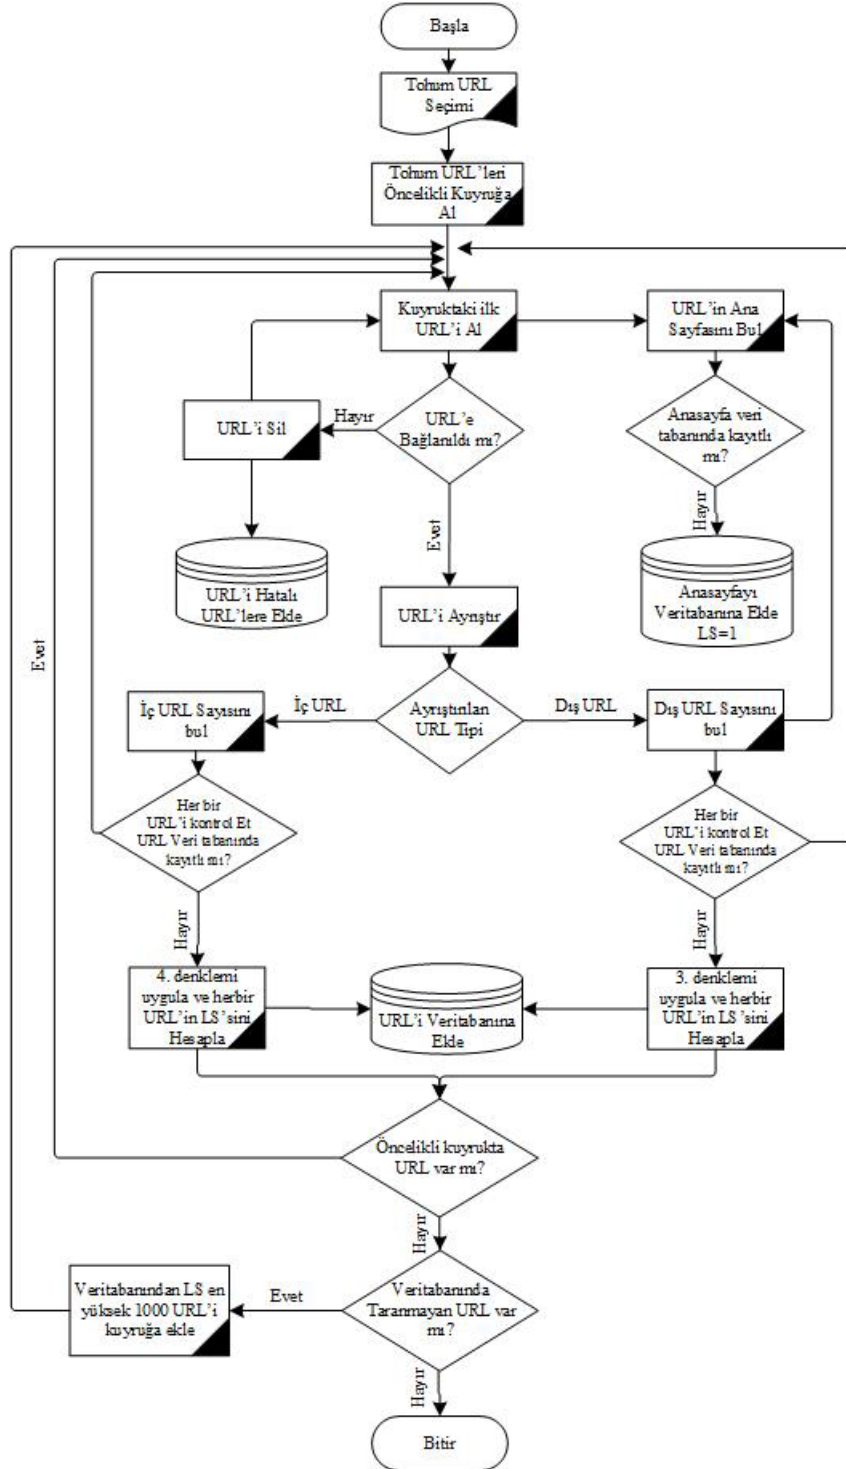 Başla
Tohum URL
Seçimi
Tohum URL'leri
Öncelikli Kuyruğa
Al
Kuyruktaki ilk
URL'i Al
URL'in Ana
Sayfasını Bul
URL'i Sil
Hayır
URL'e
Bağlanıldı mı?
Anasayfa veri
tabanında kayıtlı
mı?
Evet
Hayır
URL'i Hatalı
URL'lere Ekle
URL'i Ayrıştır
Anasayfayı
Veritabanına Ekle
LS=1
Evet
İç URL Sayısını
bul
İç URL
Ayrıştırılan
URL Tipi
Dış URL
Dış URL Sayısını
bul
Her bir
URL'i kontrol Et
URL Veri tabanında
kayıtlı mı?
Her bir
URL'i kontrol Et
URL Veri tabanında
kayıtlı mı?
Hayır
Hayır
4. denklemi
uygula ve herbir
URL'in LS'sini
Hesapla
URL'i Veritabanına
Ekle
3. denklemi
uygula ve herbir
URL'in LS'sini
Hesapla
Öncelikli kuyrukta
URL var mı?
Hayır
Veritabanından LS en
yüksek 1000 URL'i
kuyruğa ekle
Evet
Veritabanında
Taranmayan URL var
mı?
Hayır
Bitir